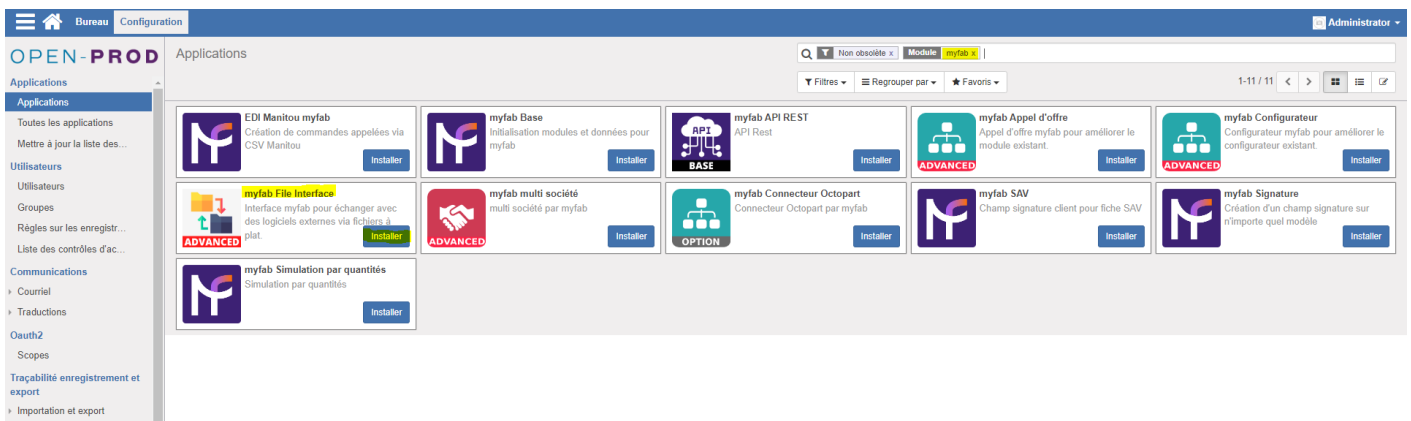 Bureau
Configuration
Administrator
OPEN-PROD
Applications
Applications
Toutes les applications
Mettre à jour la liste des...
Utilisateurs
Utilisateurs
Groupes
Règles sur les enregistr...
Liste des contrôles d'ac...
Communications
Courriel
Traductions
Oauth2
Scopes
Traçabilité enregistrement et
export
Importation et export
Applications
Non obsolète x
Module myfab x
Filtres
Regrouper par
Favoris
1-11 / 11
EDI Manitou myfab
Création de commandes appelées via
CSV Manitou
Installer
myfab Base
Initialisation modules et données pour
myfab
Installer
API
BASE
myfab API REST
API Rest
Installer
ADVANCED
myfab Appel d'offre
Appel d'offre myfab pour améliorer le
module existant.
Installer
ADVANCED
myfab Configurateur
Configurateur myfab pour améliorer le
configurateur existant.
Installer
ADVANCED
myfab File Interface
Interface myfab pour échanger avec
des logiciels externes via fichiers à
plat.
Installer
ADVANCED
myfab multi société
multi société par myfab
Installer
OPTION
myfab Connecteur Octopart
Connecteur Octopart par myfab
Installer
myfab SAV
Champ signature client pour fiche SAV
Installer
myfab Signature
Création d'un champ signature sur
n'importe quel modèle
Installer
myfab Simulation par quantités
Simulation par quantités
Installer